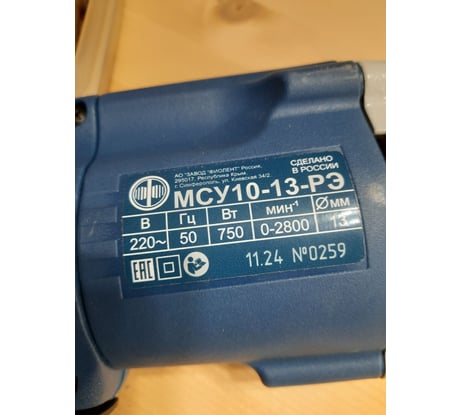 АО "ЗАВОД "ФИОЛЕНТ" Россия,
295017, Республика Крым,
г. Симферополь, ул. Киевская 34/2
СДЕЛАНО
В РОССИИ
МСУ10-13-РЭ
В Гц Вт мин⁻¹ Ømm
220~ 50 750 0-2800 13
EAC
11.24 №0259